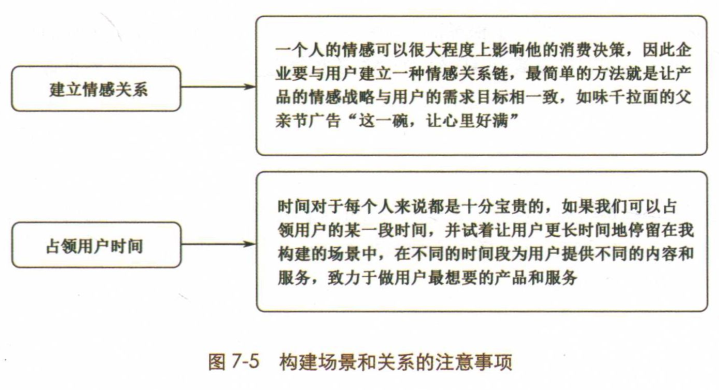 建立情感关系
一个人的情感可以很大程度上影响他的消费决策，因此企
业要与用户建立一种情感关系链，最简单的方法就是让产
品的情感战略与用户的需求目标相一致，如味千拉面的父
亲节广告“这一碗，让心里好满”
占领用户时间
时间对于每个人来说都是十分宝贵的，如果我们可以占
领用户的某一段时间，并试着让用户更长时间地停留在我
构建的场景中，在不同的时间段为用户提供不同的内容和
服务，致力于做用户最想要的产品和服务
图 7-5 构建场景和关系的注意事项